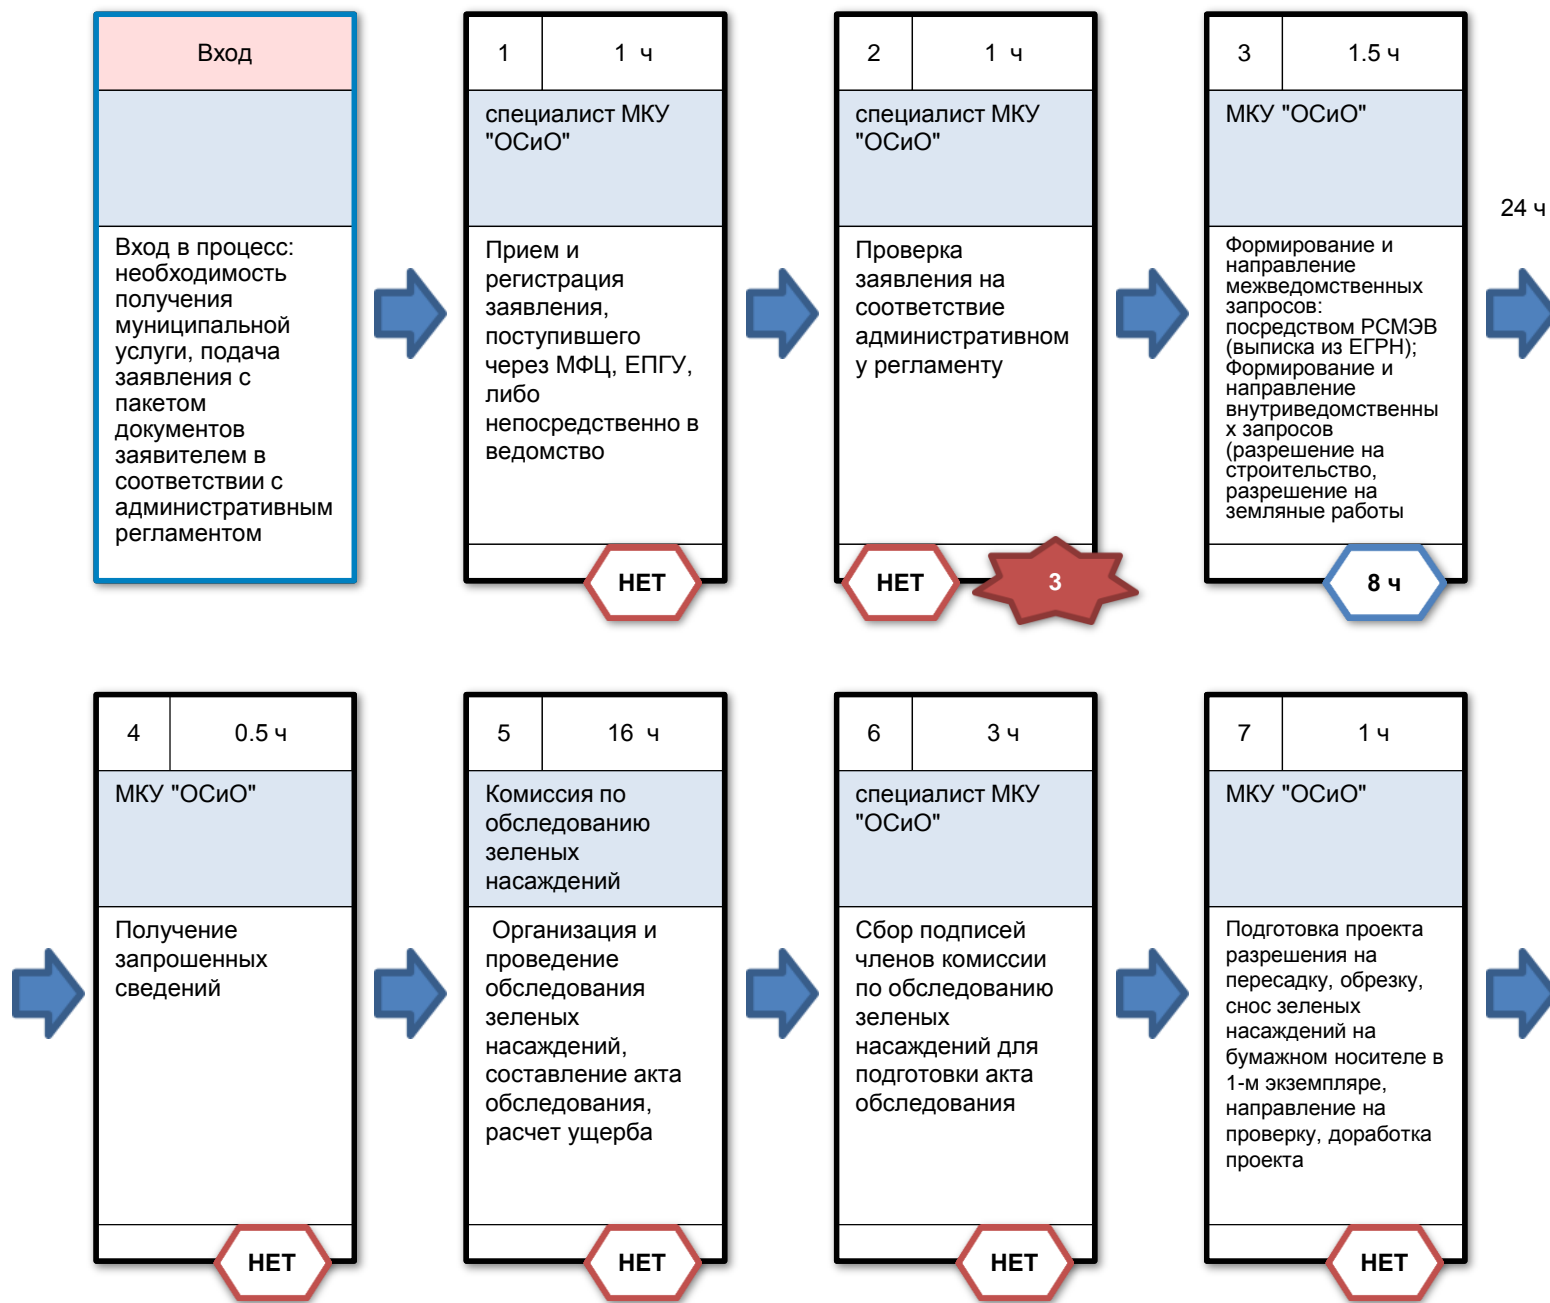 Вход
Вход в процесс:
необходимость
получения
муниципальной
услуги, подача
заявления с
пакетом
документов
заявителем в
соответствии с
административным
регламентом
1
1 ч
специалист МКУ
"ОСиО"
Прием и
регистрация
заявления,
поступившего
через МФЦ, ЕПГУ,
либо
непосредственно в
ведомство
НЕТ
2
1 ч
специалист МКУ
"ОСиО"
Проверка
заявления на
соответствие
административном
у регламенту
НЕТ
3
3
1.5 ч
МКУ "ОСиО"
Формирование и
направление
межведомственных
запросов:
посредством РСМЭВ
(выписка из ЕГРН);
Формирование и
направление
внутриведомственны
х запросов
(разрешение на
строительство,
разрешение на
земляные работы
8 ч
24 ч
4
0.5 ч
МКУ "ОСиО"
Получение
запрошенных
сведений
НЕТ
5
16 ч
Комиссия по
обследованию
зеленых
насаждений
Организация и
проведение
обследования
зеленых
насаждений,
составление акта
обследования,
расчет ущерба
НЕТ
6
3 ч
специалист МКУ
"ОСиО"
Сбор подписей
членов комиссии
по обследованию
зеленых
насаждений для
подготовки акта
обследования
НЕТ
7
1 ч
МКУ "ОСиО"
Подготовка проекта
разрешения на
пересадку, обрезку,
снос зеленых
насаждений на
бумажном носителе в
1-м экземпляре,
направление на
проверку, доработка
проекта
НЕТ